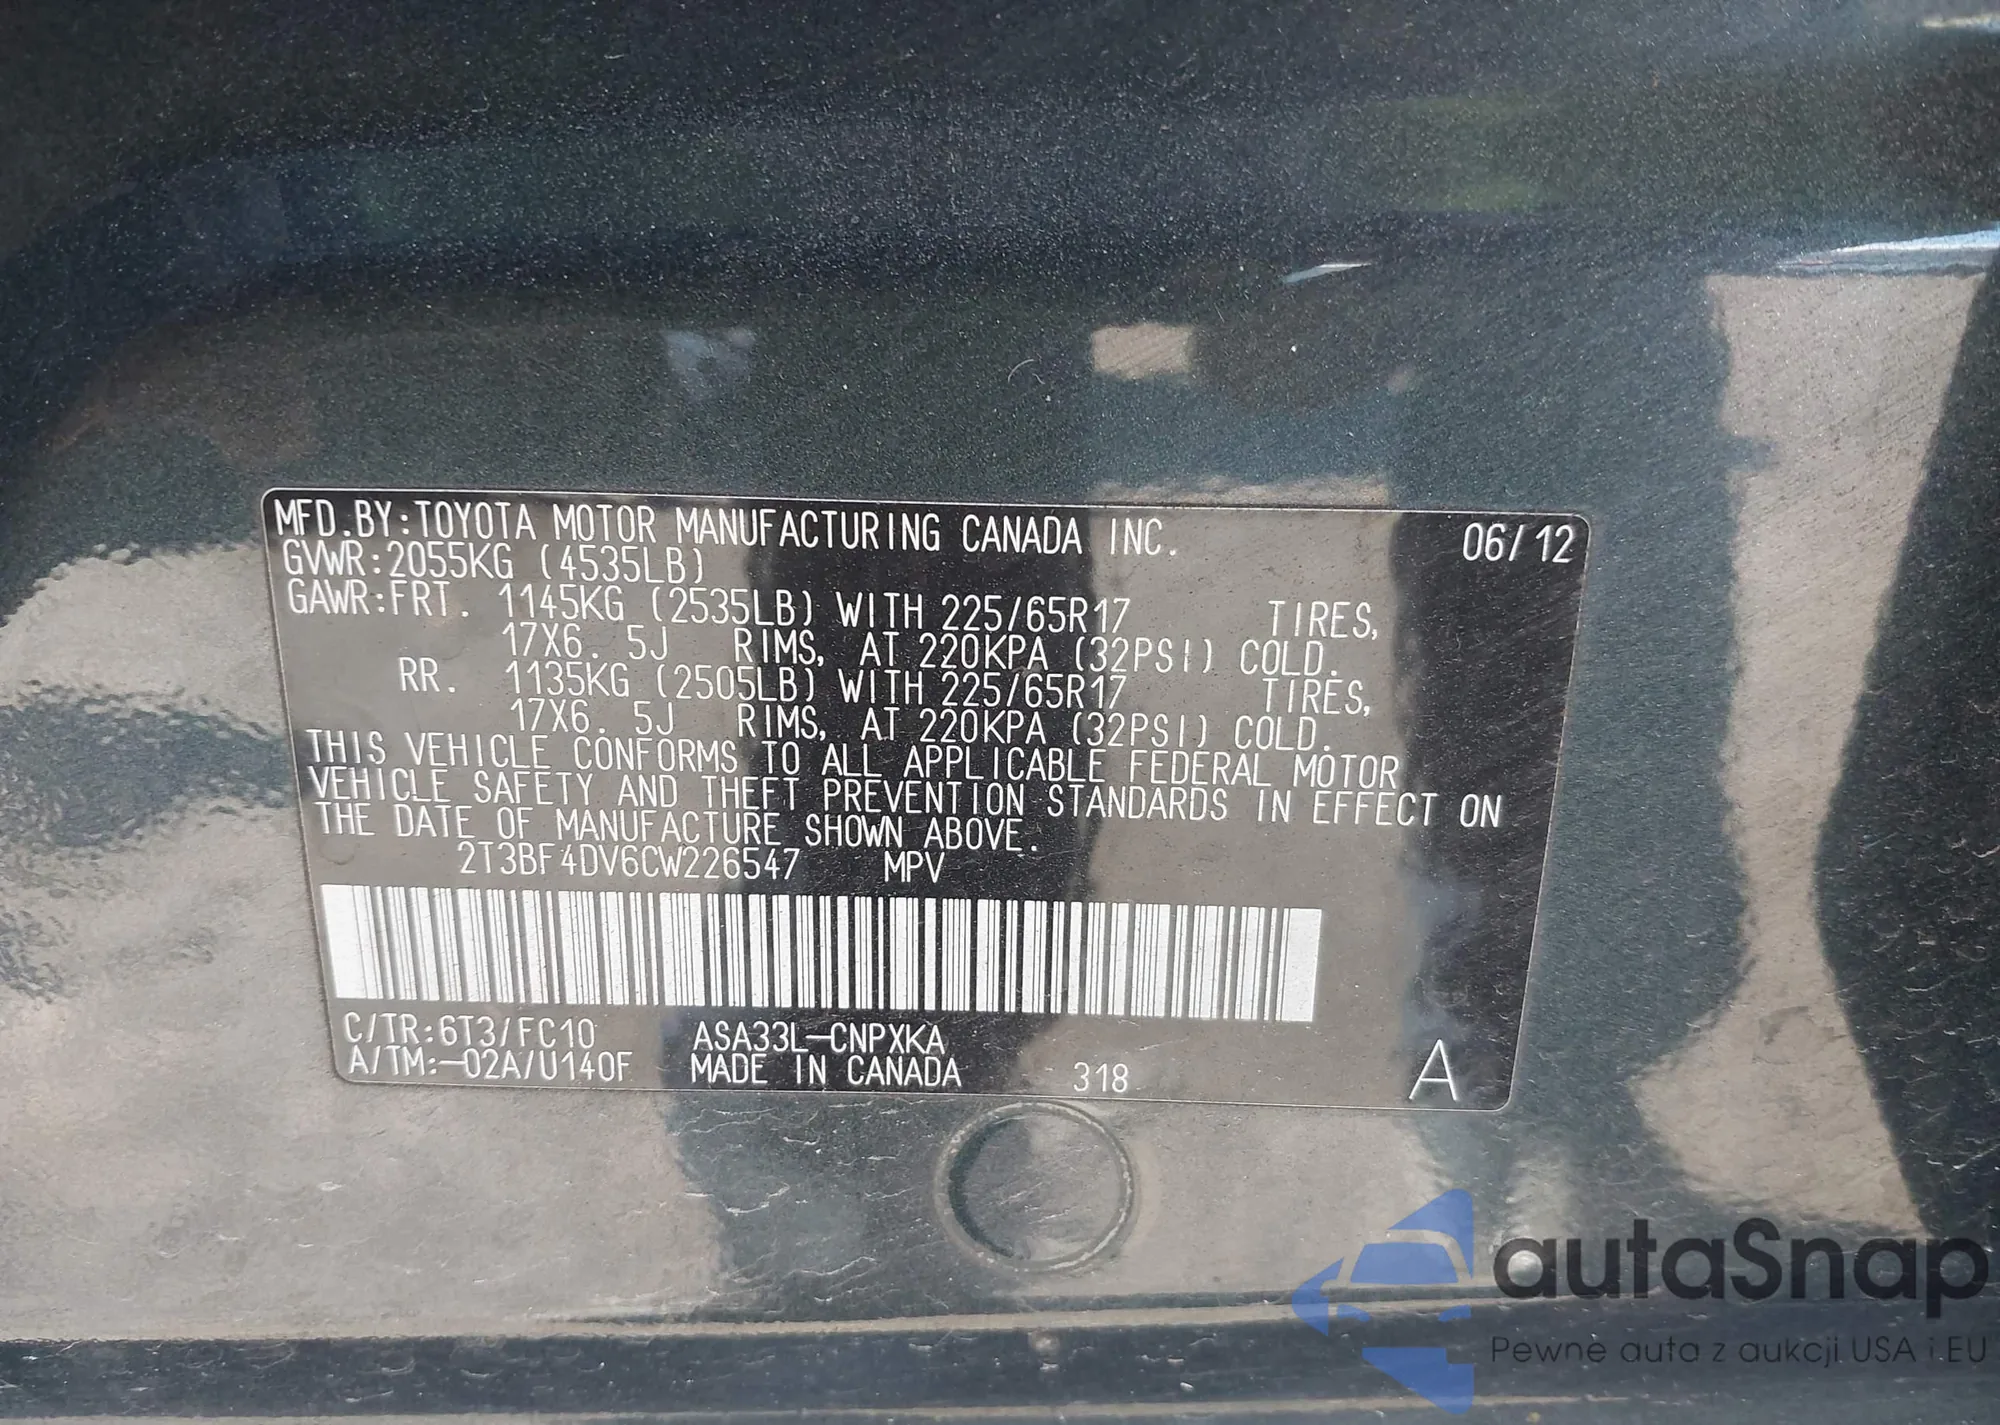 MFD.BY:TOYOTA MOTOR MANUFACTURING CANADA INC. 06/12
GVWR:2055KG (4535LB)
GAWR:FRT. 1145KG (2535LB) WITH 225/65R17 TIRES,
17X6. 5J RIMS, AT 220KPA (32PSI) COLD.
RR. 1135KG (2505LB) WITH 225/65R17 TIRES,
17X6. 5J RIMS, AT 220KPA (32PSI) COLD.
THIS VEHICLE CONFORMS TO ALL APPLICABLE FEDERAL MOTOR
VEHICLE SAFETY AND THEFT PREVENTION STANDARDS IN EFFECT ON
THE DATE OF MANUFACTURE SHOWN ABOVE.
2T3BF4DV6CW226547 MPV
C/TR:6T3/FC10 ASA33L-CNPXKA
A/TM:-02A/U140F MADE IN CANADA 318 A
autaSnap
Pewne auta z aukcji USA i EU